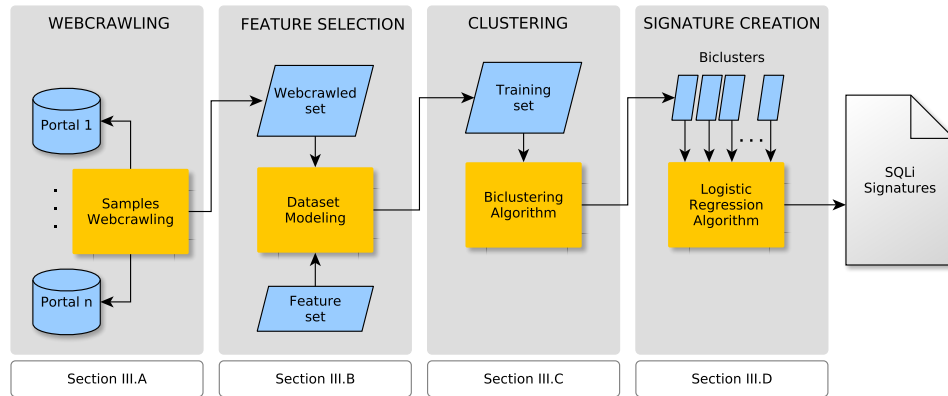 WEBCRAWLING
Portal 1
Samples
Webcrawling
Portal n
Section III.A
FEATURE SELECTION
Webcrawled
set
Dataset
Modeling
Feature
set
Section III.B
CLUSTERING
Training
set
Biclustering
Algorithm
Section III.C
SIGNATURE CREATION
Biclusters
...
Logistic
Regression
Algorithm
Section III.D
SQLi
Signatures